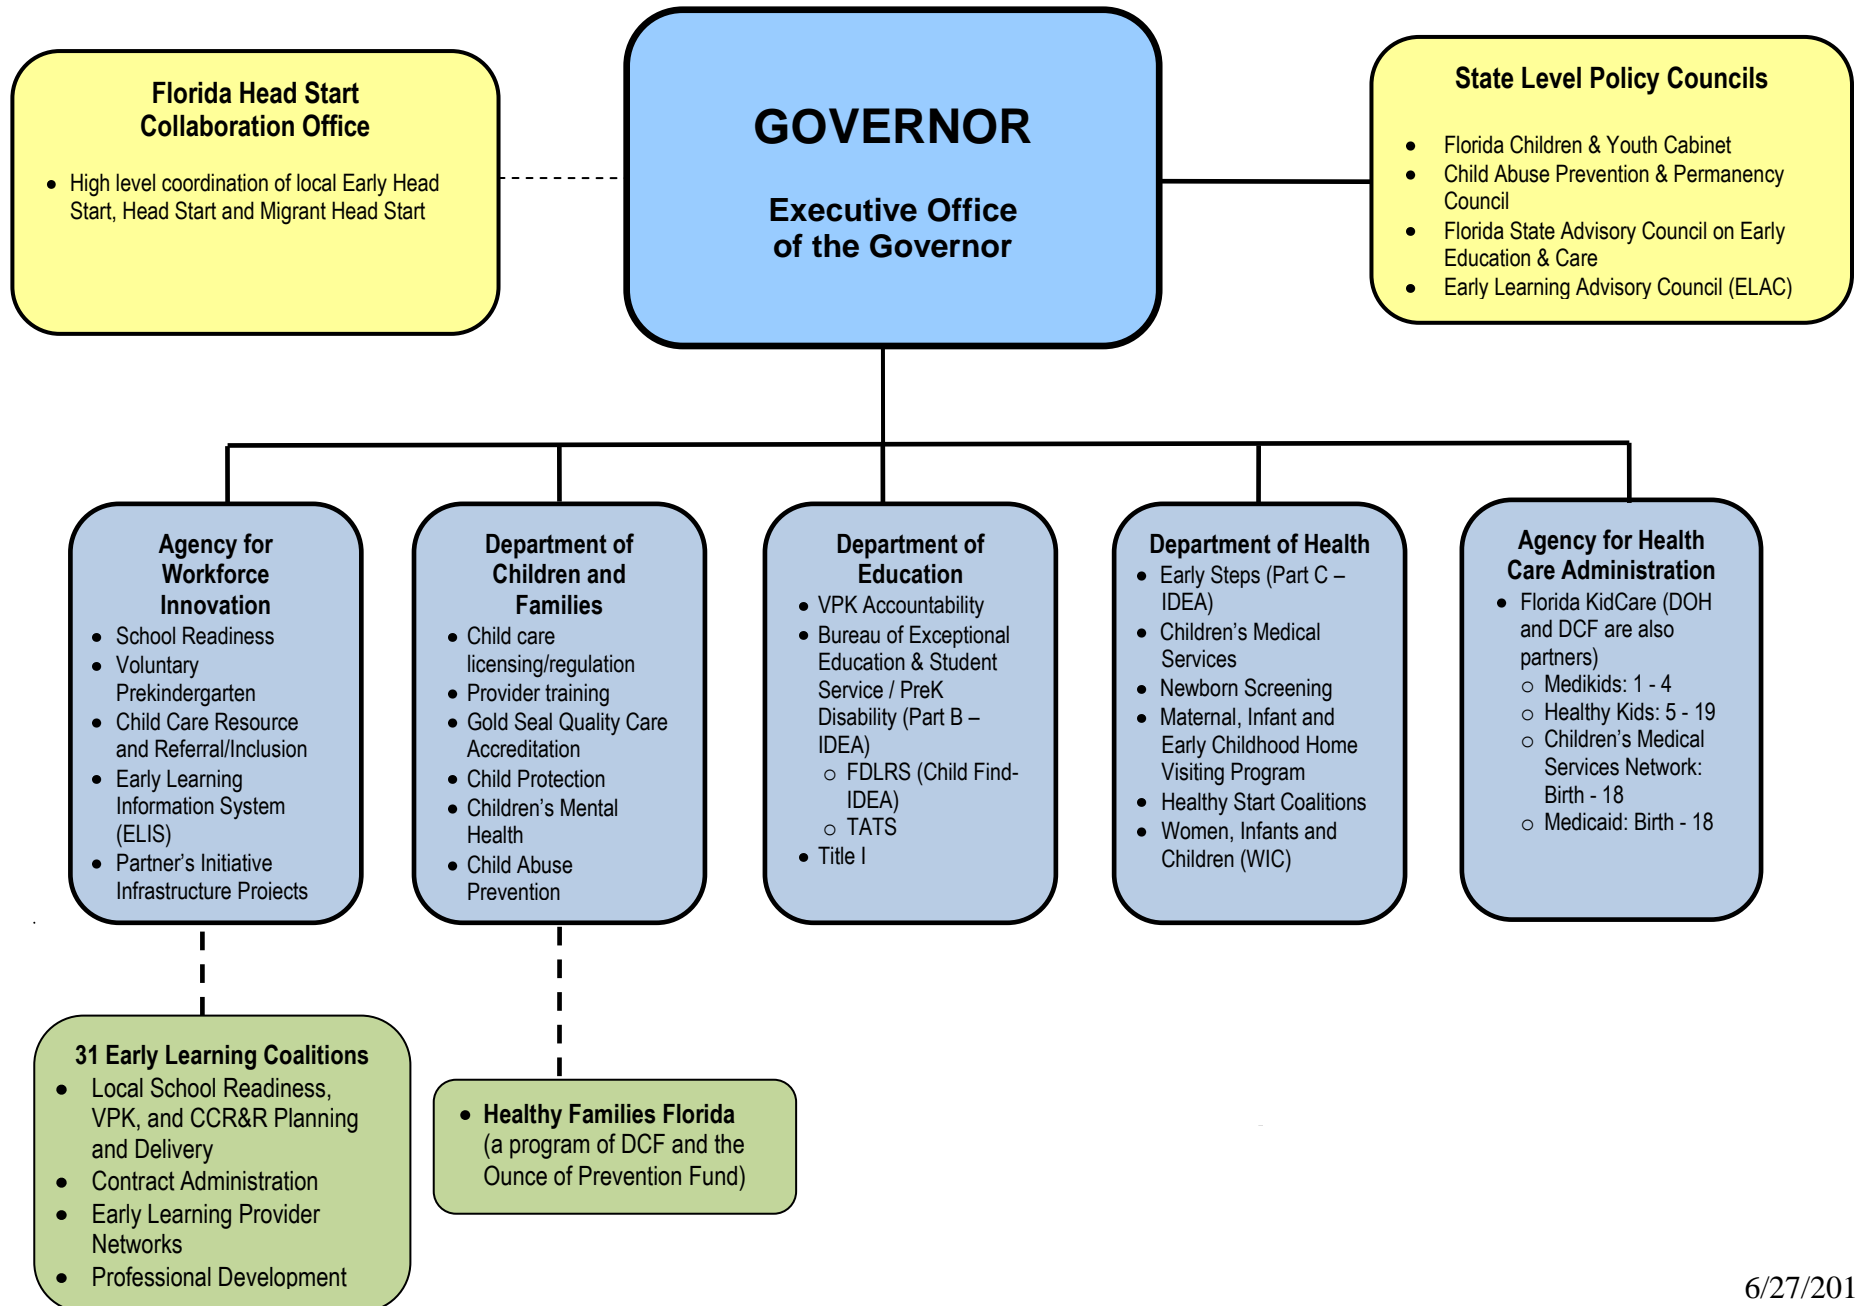 Florida Head Start
Collaboration Office
• High level coordination of local Early Head
Start, Head Start and Migrant Head Start
GOVERNOR
Executive Office
of the Governor
State Level Policy Councils
• Florida Children & Youth Cabinet
• Child Abuse Prevention & Permanency
Council
• Florida State Advisory Council on Early
Education & Care
• Early Learning Advisory Council (ELAC)
Agency for
Workforce
Innovation
• School Readiness
• Voluntary
Prekindergarten
• Child Care Resource
and Referral/Inclusion
• Early Learning
Information System
(ELIS)
• Partner’s Initiative
Infrastructure Projects
Department of
Children and
Families
• Child care
licensing/regulation
• Provider training
• Gold Seal Quality Care
Accreditation
• Child Protection
• Children’s Mental
Health
• Child Abuse
Prevention
Department of
Education
• VPK Accountability
• Bureau of Exceptional
Education & Student
Service / PreK
Disability (Part B –
IDEA)
○ FDLRS (Child Find-
IDEA)
○ TATS
• Title I
Department of Health
• Early Steps (Part C –
IDEA)
• Children’s Medical
Services
• Newborn Screening
• Maternal, Infant and
Early Childhood Home
Visiting Program
• Healthy Start Coalitions
• Women, Infants and
Children (WIC)
Agency for Health
Care Administration
• Florida KidCare (DOH
and DCF are also
partners)
○ Medikids: 1 - 4
○ Healthy Kids: 5 - 19
○ Children’s Medical
Services Network:
Birth - 18
○ Medicaid: Birth - 18
31 Early Learning Coalitions
• Local School Readiness,
VPK, and CCR&R Planning
and Delivery
• Contract Administration
• Early Learning Provider
Networks
• Professional Development
• Healthy Families Florida
(a program of DCF and the
Ounce of Prevention Fund)
6/27/201